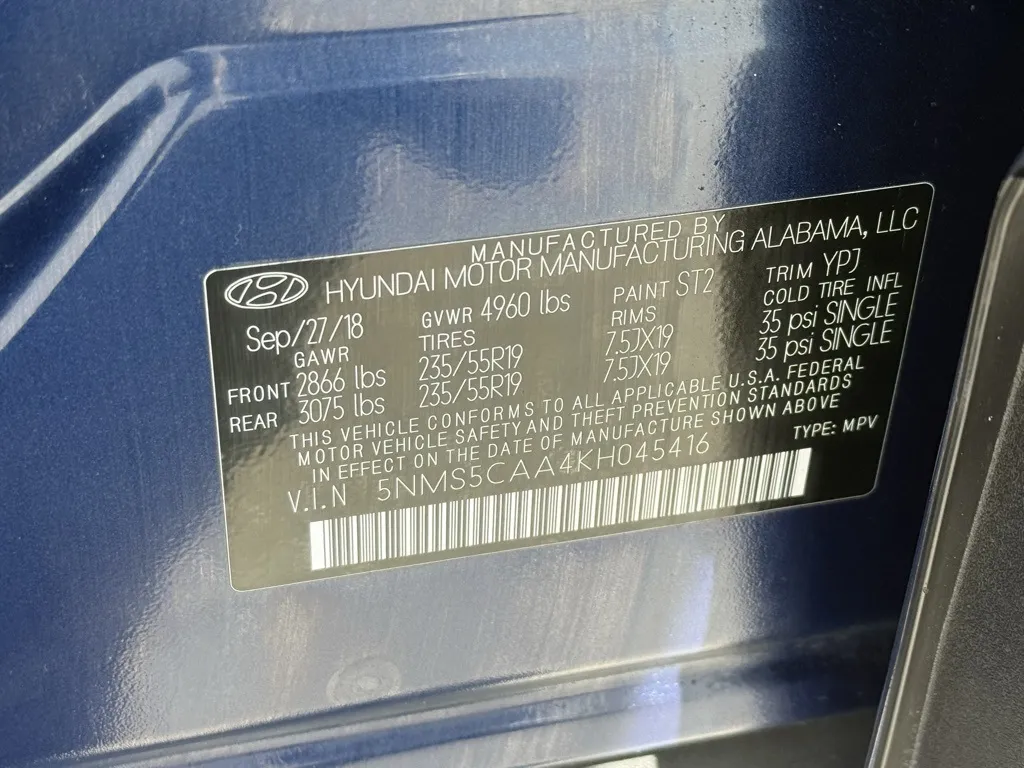 MANUFACTURED BY
HYUNDAI MOTOR MANUFACTURING ALABAMA, LLC
Sep/27/18 GVWR 4960 lbs PAINT ST2 TRIM YPJ
GAWR TIRES RIMS COLD TIRE INFL
FRONT 2866 lbs 235/55R19 7.5JX19 35 psi SINGLE
REAR 3075 lbs 235/55R19 7.5JX19 35 psi SINGLE
THIS VEHICLE CONFORMS TO ALL APPLICABLE U.S.A. FEDERAL
MOTOR VEHICLE SAFETY AND THEFT PREVENTION STANDARDS
IN EFFECT ON THE DATE OF MANUFACTURE SHOWN ABOVE
V.I.N 5NMS5CAA4KH045416 TYPE: MPV